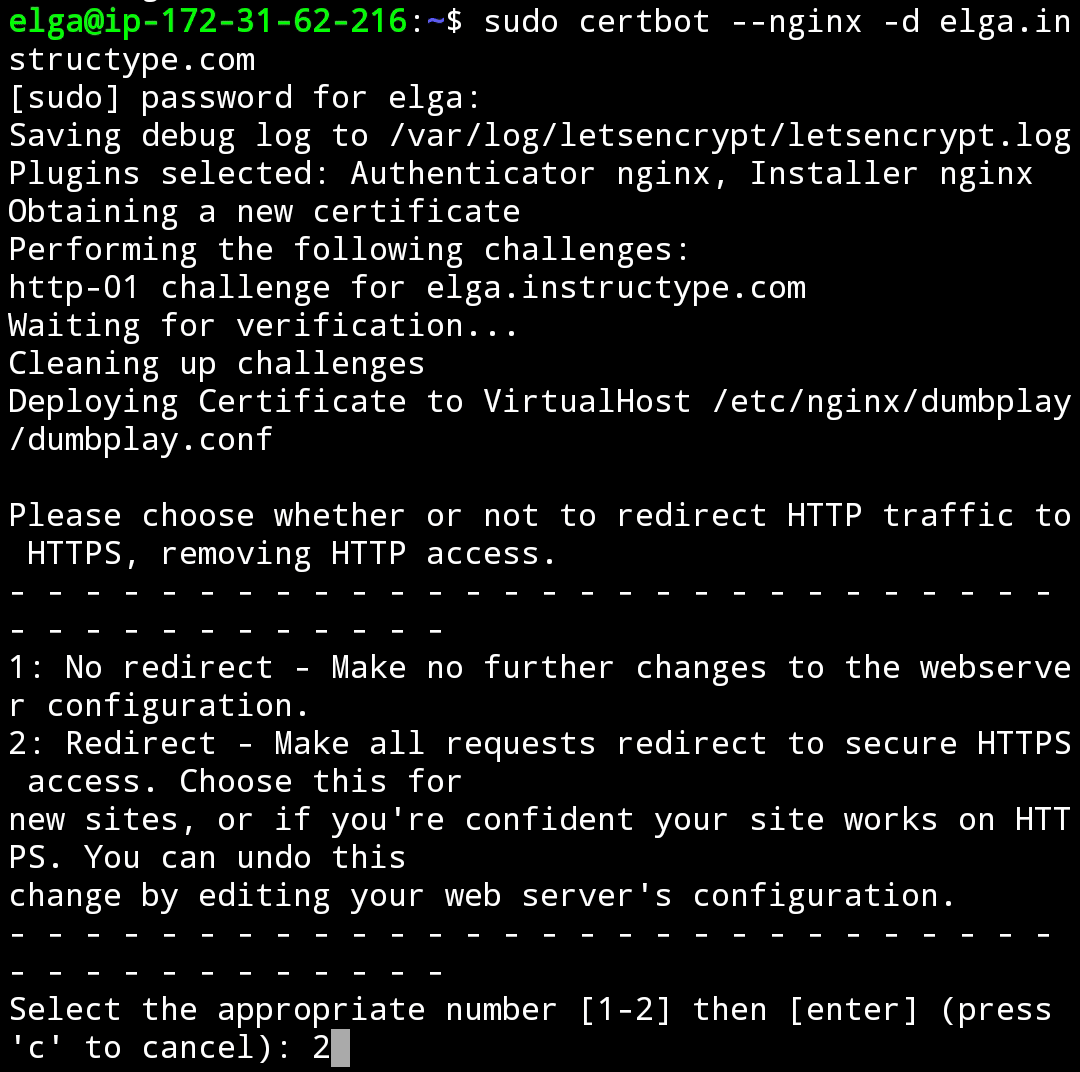 elga@ip-172-31-62-216:~$ sudo certbot --nginx -d elga.in
structype.com
[sudo] password for elga:
Saving debug log to /var/log/letsencrypt/letsencrypt.log
Plugins selected: Authenticator nginx, Installer nginx
Obtaining a new certificate
Performing the following challenges:
http-01 challenge for elga.instructype.com
Waiting for verification...
Cleaning up challenges
Deploying Certificate to VirtualHost /etc/nginx/dumbplay
/dumbplay.conf

Please choose whether or not to redirect HTTP traffic to
 HTTPS, removing HTTP access.
- - - - - - - - - - - - - - - - - - - - - - - - - - - -
- - - - - - - - - - - -
1: No redirect - Make no further changes to the webserve
r configuration.
2: Redirect - Make all requests redirect to secure HTTPS
 access. Choose this for
new sites, or if you're confident your site works on HTT
PS. You can undo this
change by editing your web server's configuration.
- - - - - - - - - - - - - - - - - - - - - - - - - - - -
- - - - - - - - - - - -
Select the appropriate number [1-2] then [enter] (press
'c' to cancel): 2